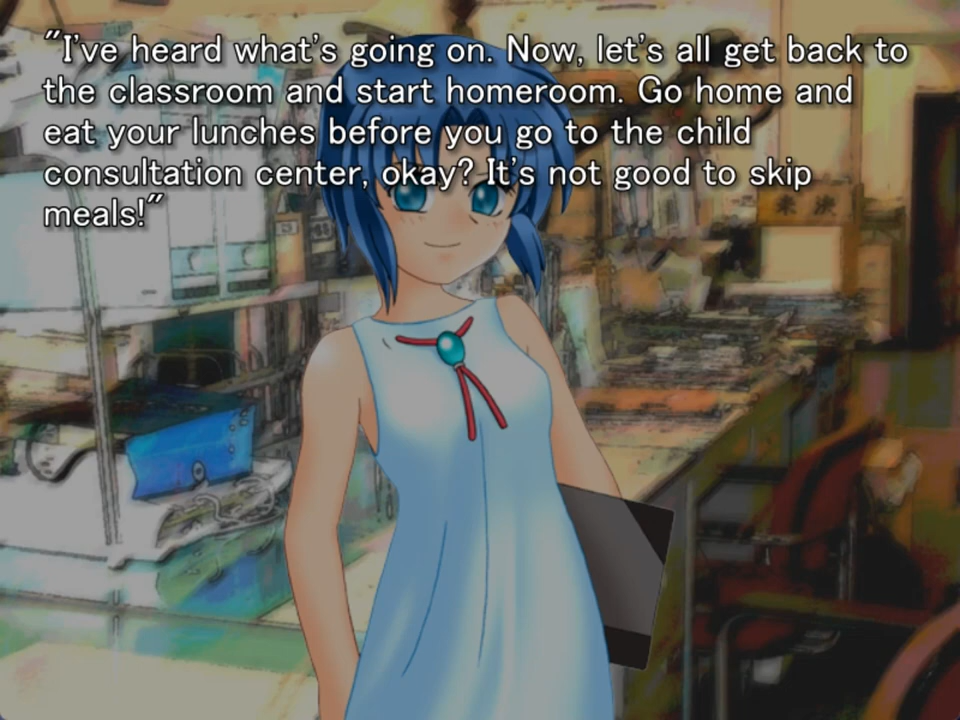 "I've heard what's going on. Now, let's all get back to
the classroom and start homeroom. Go home and
eat your lunches before you go to the child
consultation center, okay? It's not good to skip
meals!"